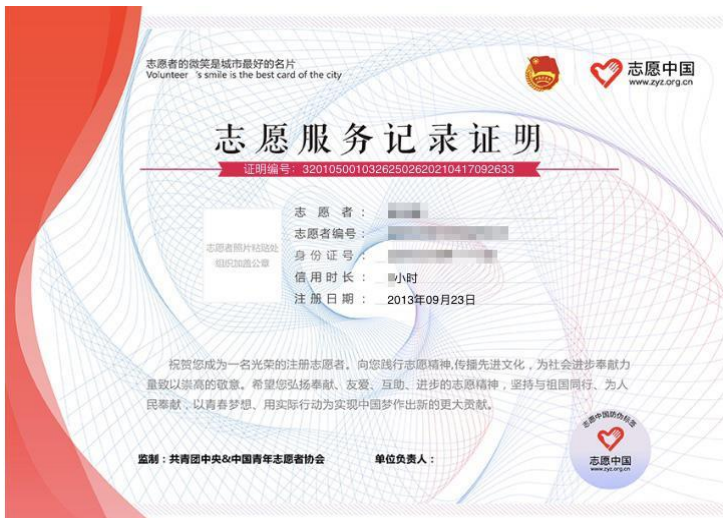 志愿者的微笑是城市最好的名片
Volunteer 's smile is the best card of the city
志愿中国
www.zyz.org.cn
志愿服务记录证明
证明编号：32010500103262502620210417092633
志愿者照片粘贴处
组织加盖公章
志 愿 者：
志愿者编号：
身份证号：
信用时长： 小时
注册日期： 2013年09月23日
祝贺您成为一名光荣的注册志愿者。向您践行志愿精神,传播先进文化，为社会进步奉献力
量致以崇高的敬意。希望您弘扬奉献、友爱、互助、进步的志愿精神，坚持与祖国同行、为人
民奉献，以青春梦想、用实际行动为实现中国梦作出新的更大贡献。
志愿中国防伪标签
志愿中国
www.zyz.org.cn
监制：共青团中央&中国青年志愿者协会
单位负责人：